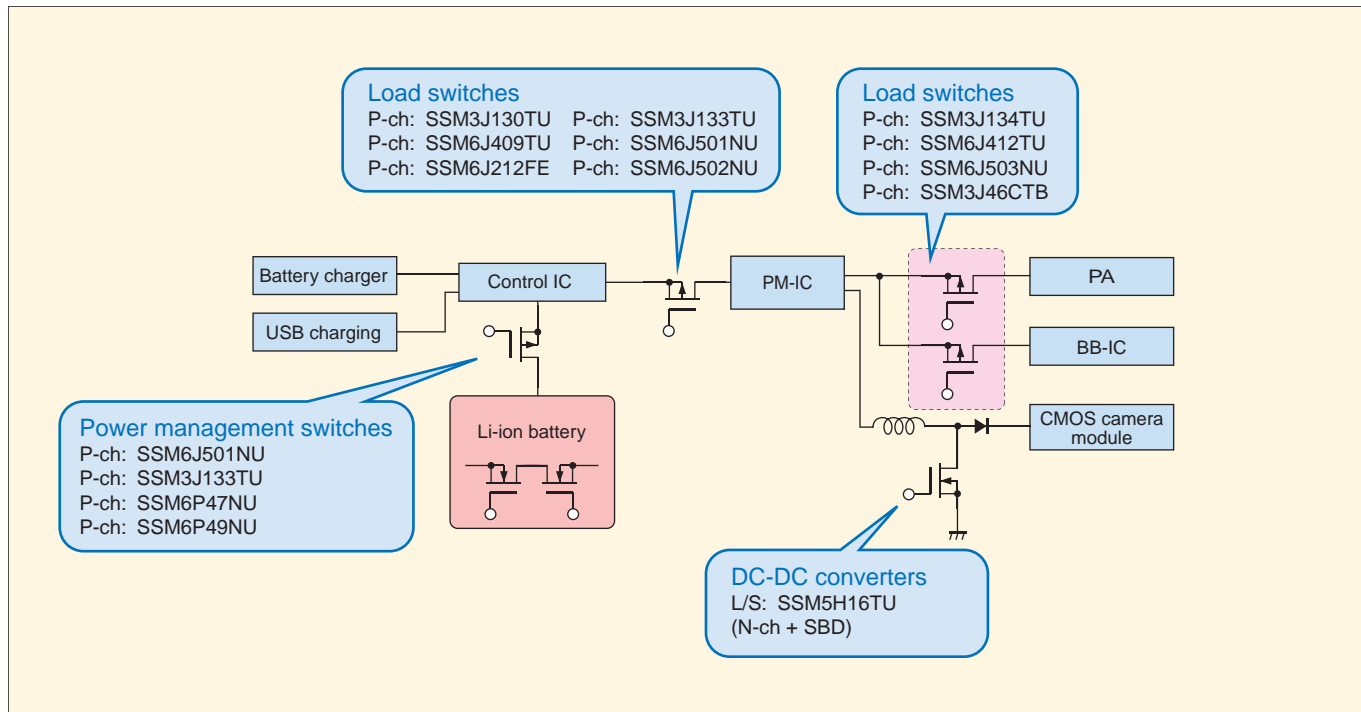 Load switches
P-ch: SSM3J130TU P-ch: SSM3J133TU
P-ch: SSM6J409TU P-ch: SSM6J501NU
P-ch: SSM6J212FE P-ch: SSM6J502NU
Load switches
P-ch: SSM3J134TU
P-ch: SSM6J412TU
P-ch: SSM6J503NU
P-ch: SSM3J46CTB
Battery charger
Control IC
PM-IC
PA
USB charging
BB-IC
CMOS camera
module
Power management switches
P-ch: SSM6J501NU
P-ch: SSM3J133TU
P-ch: SSM6P47NU
P-ch: SSM6P49NU
Li-ion battery
DC-DC converters
L/S: SSM5H16TU
(N-ch + SBD)